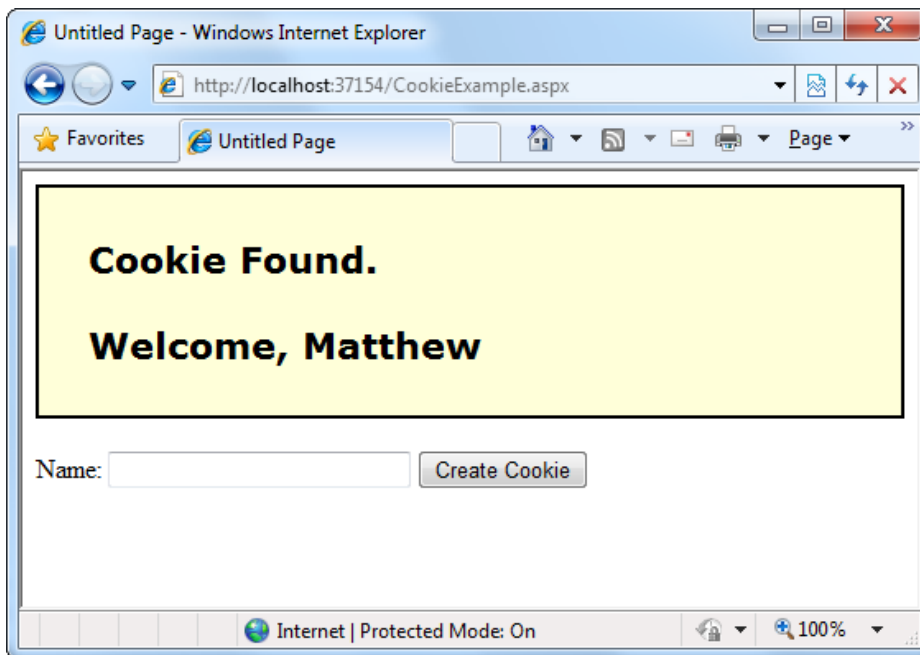 Untitled Page - Windows Internet Explorer
http://localhost:37154/CookieExample.aspx
Favorites
Untitled Page
Page
Cookie Found.
Welcome, Matthew
Name:
Create Cookie
Internet | Protected Mode: On
100%